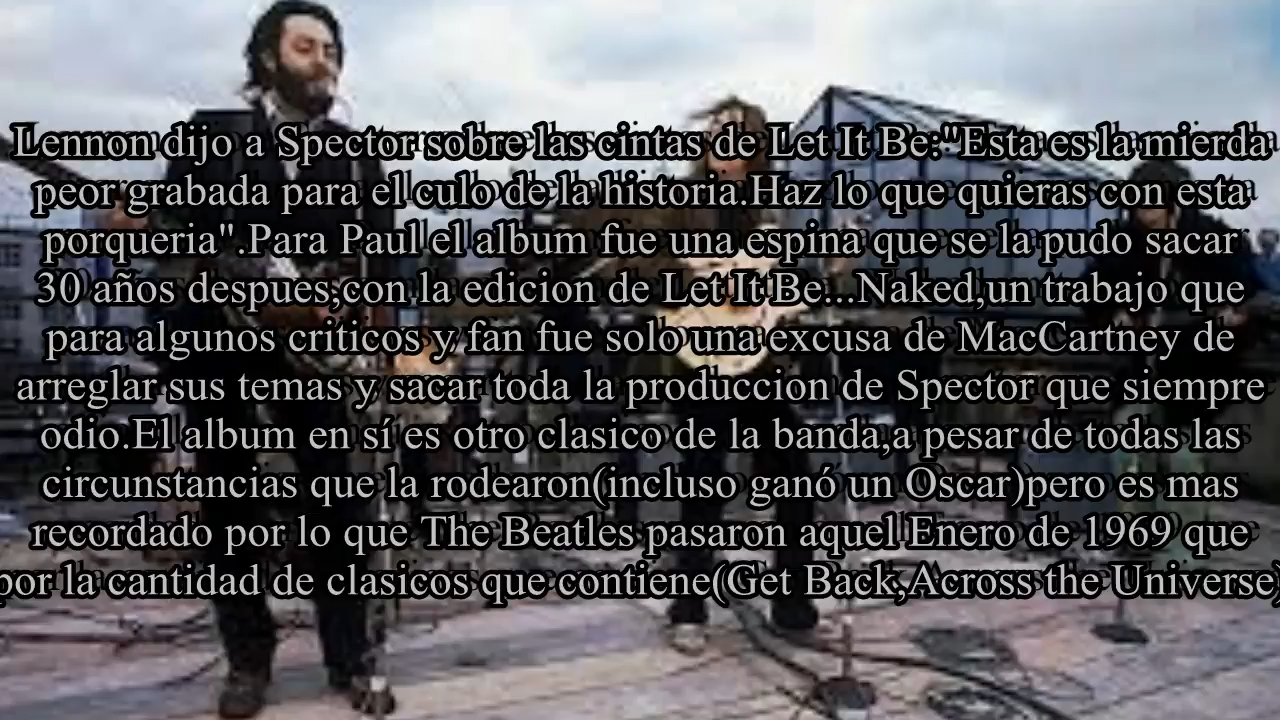 Lennon dijo a Spector sobre las cintas de Let It Be:"Esta es la mierda
peor grabada para el culo de la historia.Haz lo que quieras con esta
porqueria".Para Paul el album fue una espina que se la pudo sacar
30 años despues,con la edicion de Let It Be...Naked,un trabajo que
para algunos criticos y fan fue solo una excusa de MacCartney de
arreglar sus temas y sacar toda la produccion de Spector que siempre
odio.El album en sí es otro clasico de la banda,a pesar de todas las
circunstancias que la rodearon(incluso ganó un Oscar)pero es mas
recordado por lo que The Beatles pasaron aquel Enero de 1969 que
por la cantidad de clasicos que contiene(Get Back,Across the Universe)